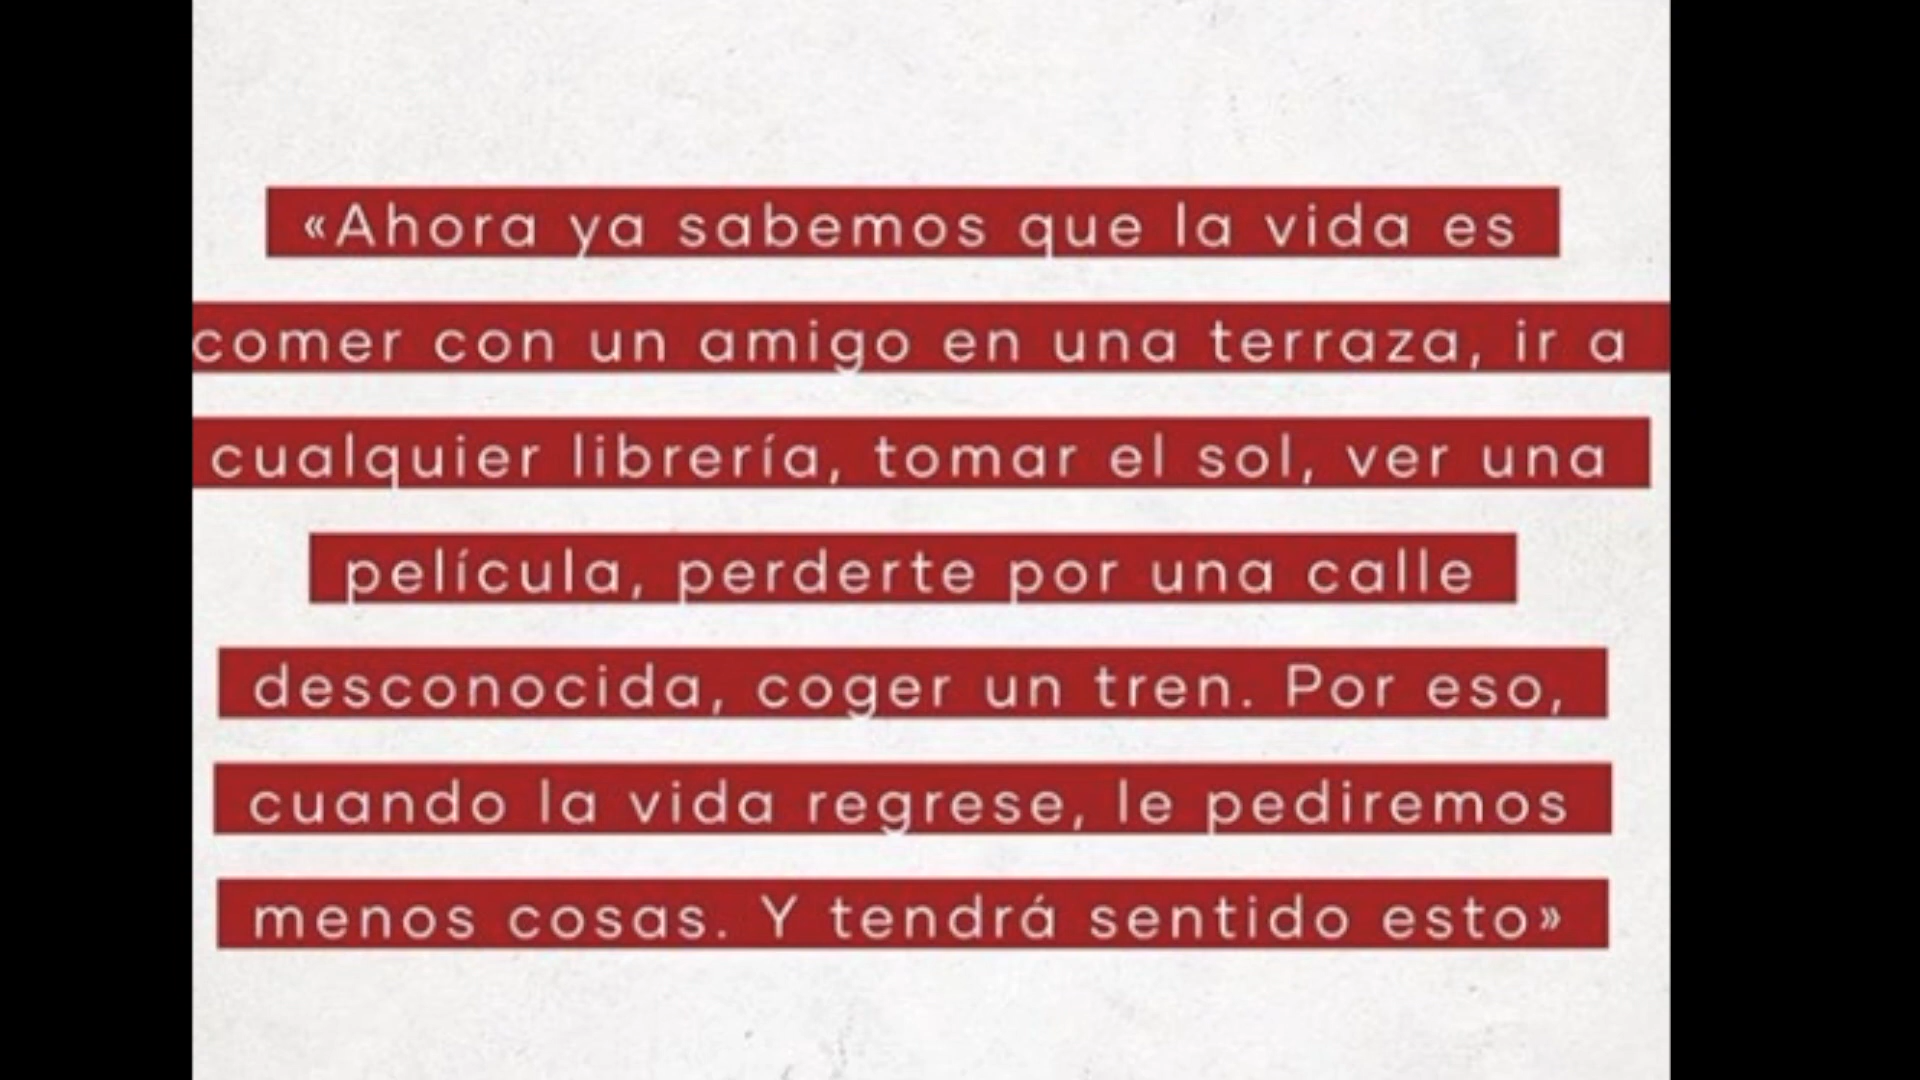 «Ahora ya sabemos que la vida es
comer con un amigo en una terraza, ir a
cualquier librería, tomar el sol, ver una
película, perderte por una calle
desconocida, coger un tren. Por eso,
cuando la vida regrese, le pediremos
menos cosas. Y tendrá sentido esto»